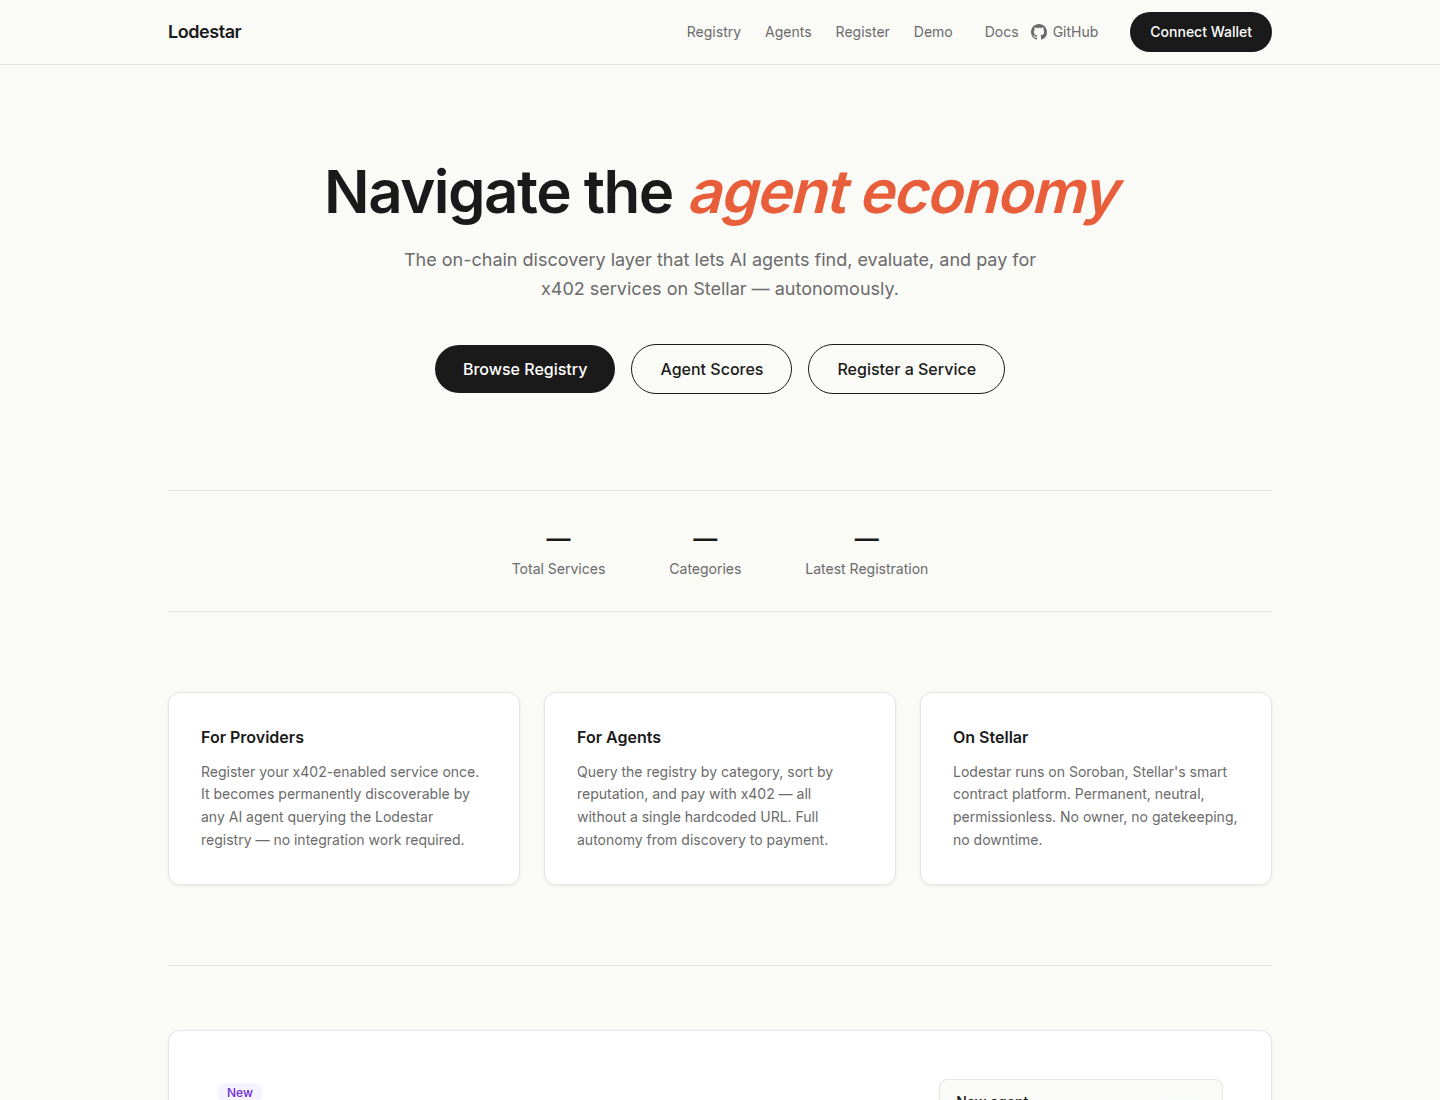 Lodestar
Registry
Agents
Register
Demo
Docs
GitHub
Connect Wallet
Navigate the agent economy
The on-chain discovery layer that lets AI agents find, evaluate, and pay for
x402 services on Stellar — autonomously.
Browse Registry
Agent Scores
Register a Service
—
Total Services
—
Categories
—
Latest Registration
For Providers
Register your x402-enabled service once.
It becomes permanently discoverable by
any AI agent querying the Lodestar
registry — no integration work required.
For Agents
Query the registry by category, sort by
reputation, and pay with x402 — all
without a single hardcoded URL. Full
autonomy from discovery to payment.
On Stellar
Lodestar runs on Soroban, Stellar's smart
contract platform. Permanent, neutral,
permissionless. No owner, no gatekeeping,
no downtime.
New
New agent